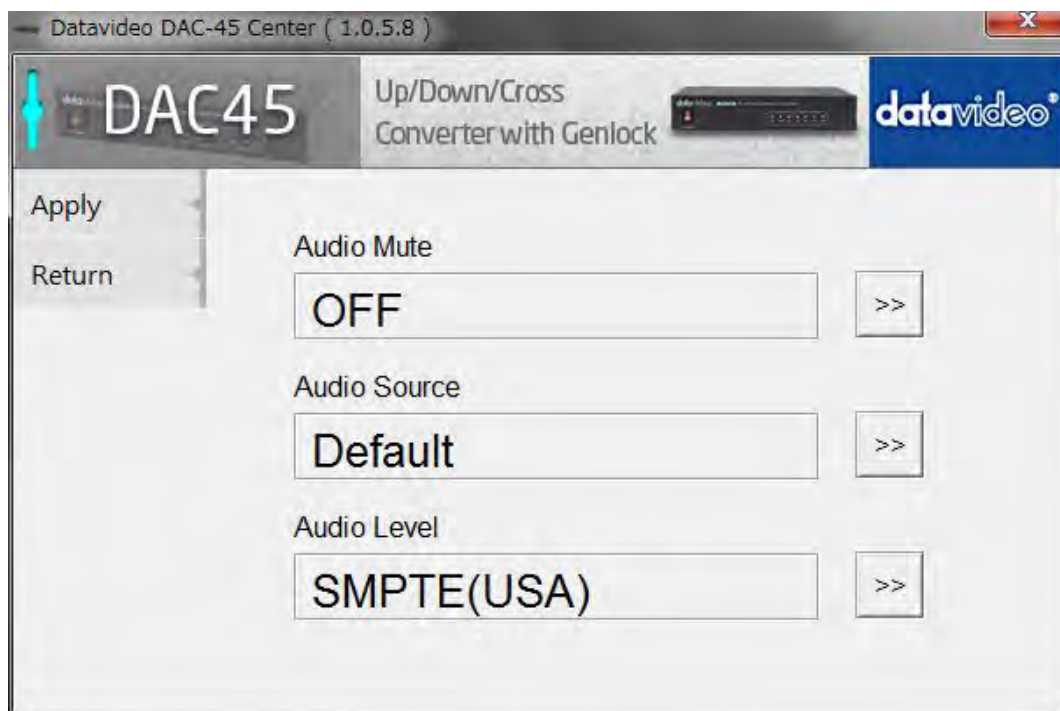 Datavideo DAC-45 Center ( 1.0.5.8 )
x
DAC45
Up/Down/Cross
Converter with Genlock
datavideo®
Apply
Return
Audio Mute
OFF
>>
Audio Source
Default
>>
Audio Level
SMPTE(USA)
>>